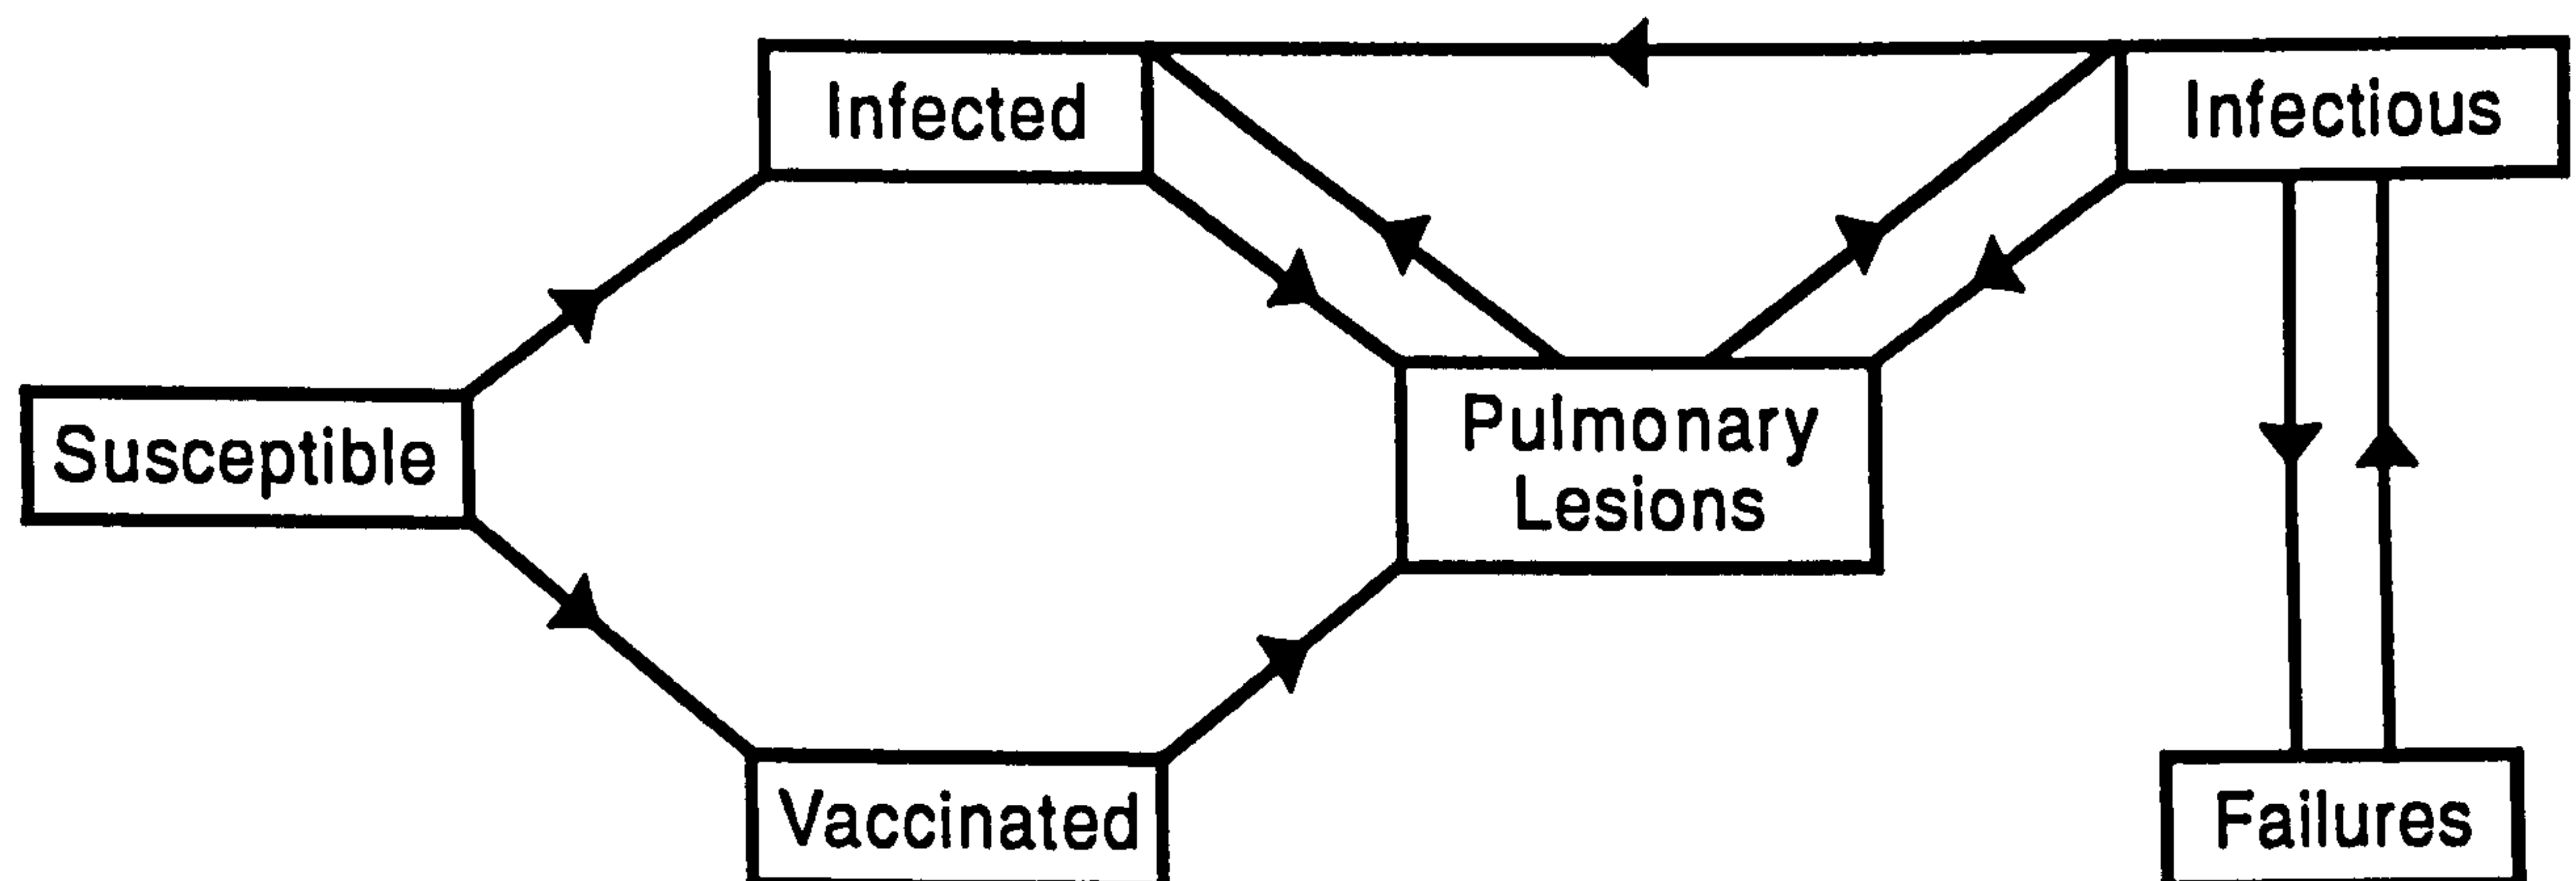 Infected
Infectious
Susceptible
Pulmonary
Lesions
Vaccinated
Failures